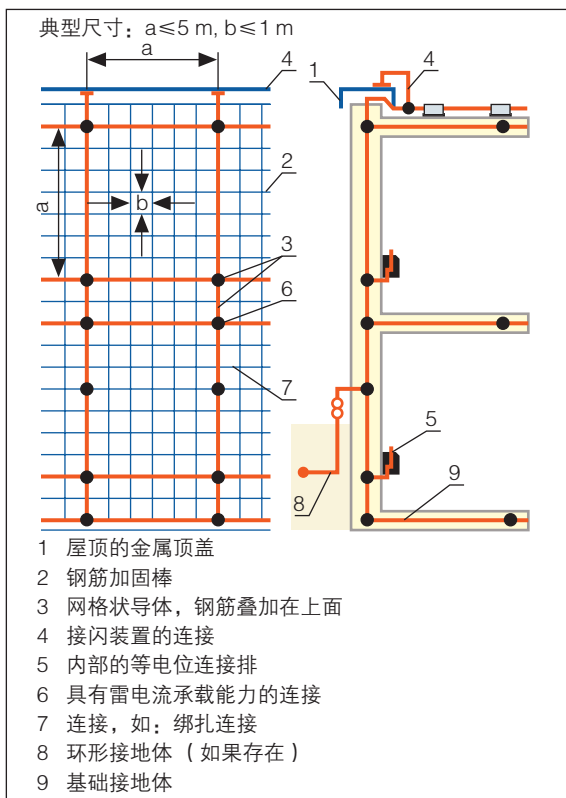 典型尺寸：a≤5 m, b≤1 m
a
4
1
4
2
a
b
3
6
7
5
8
9
1 屋顶的金属顶盖
2 钢筋加固棒
3 网格状导体，钢筋叠加在上面
4 接闪装置的连接
5 内部的等电位连接排
6 具有雷电流承载能力的连接
7 连接，如：绑扎连接
8 环形接地体（如果存在）
9 基础接地体